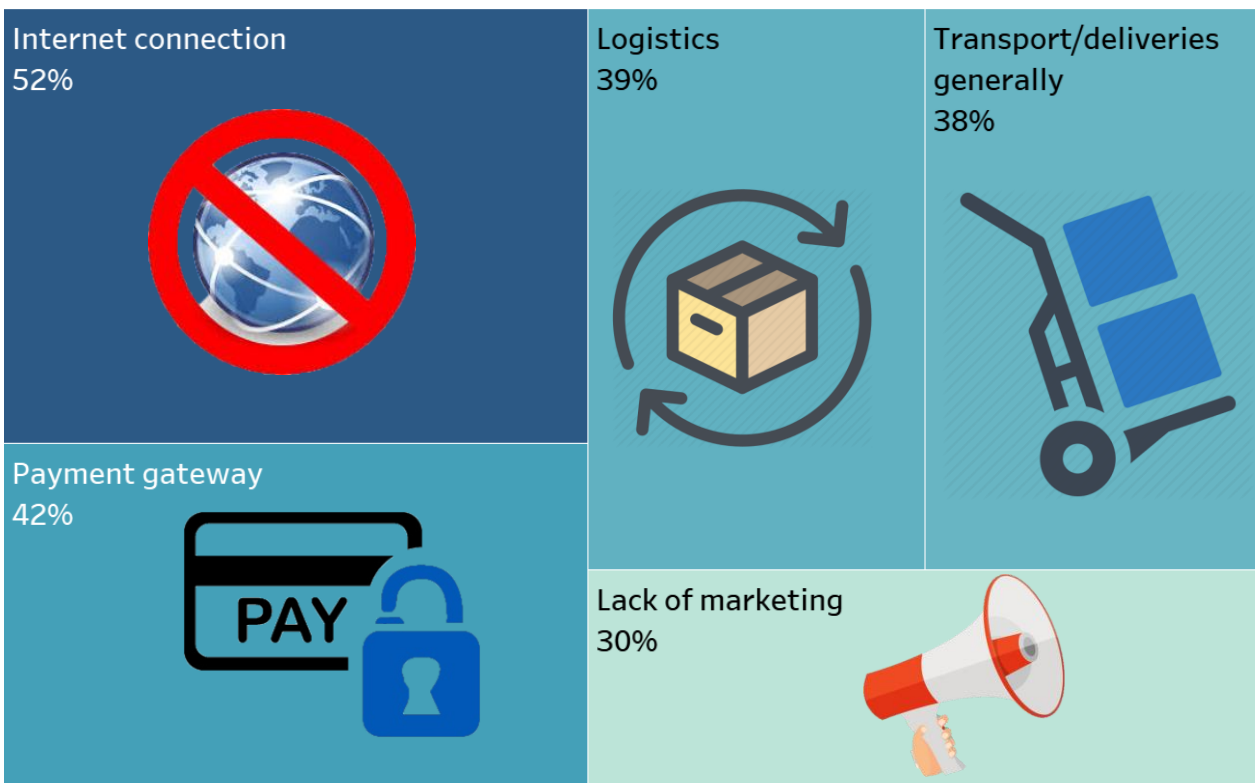 Internet connection
52%
Payment gateway
42%
PAY
Logistics
39%
Transport/deliveries
generally
38%
Lack of marketing
30%